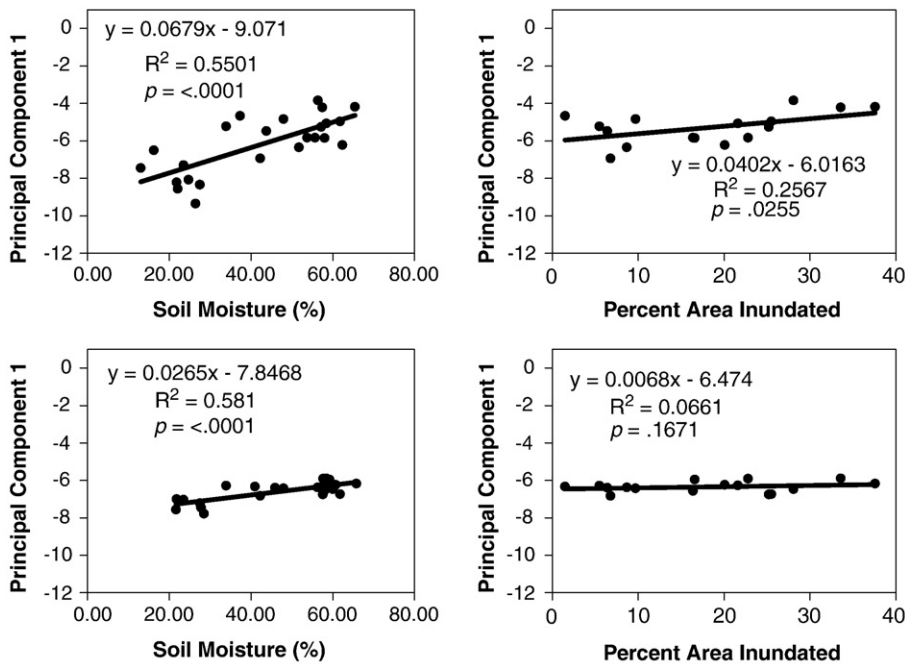 Principal Component 1
0
-2
-4
-6
-8
-10
-12
y = 0.0679x - 9.071
R² = 0.5501
p = <.0001
0.00 20.00 40.00 60.00 80.00
Soil Moisture (%)
Principal Component 1
0
-2
-4
-6
-8
-10
-12
y = 0.0402x - 6.0163
R² = 0.2567
p = .0255
0 10 20 30 40
Percent Area Inundated
Principal Component 1
0
-2
-4
-6
-8
-10
-12
y = 0.0265x - 7.8468
R² = 0.581
p = <.0001
0.00 20.00 40.00 60.00 80.00
Soil Moisture (%)
Principal Component 1
0
-2
-4
-6
-8
-10
-12
y = 0.0068x - 6.474
R² = 0.0661
p = .1671
0 10 20 30 40
Percent Area Inundated